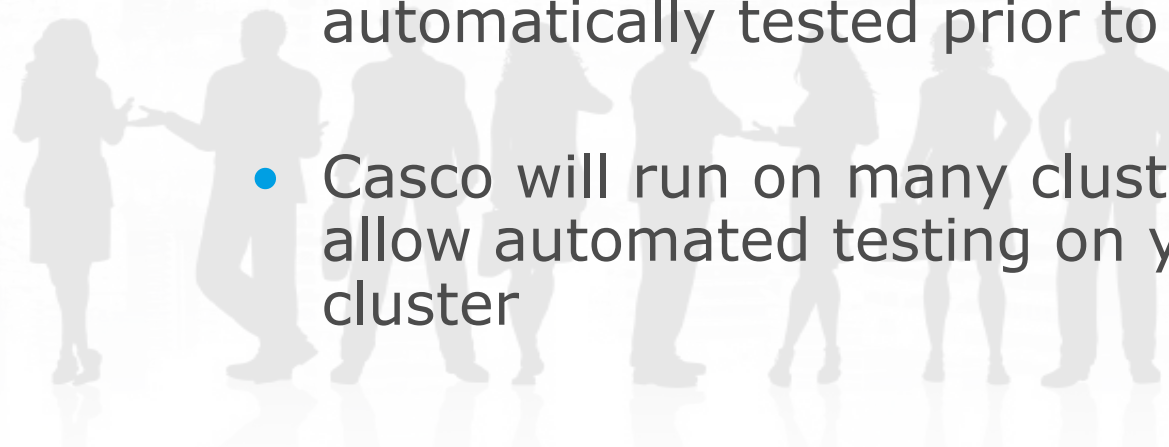 automatically tested prior to
• Casco will run on many clust
allow automated testing on y
cluster